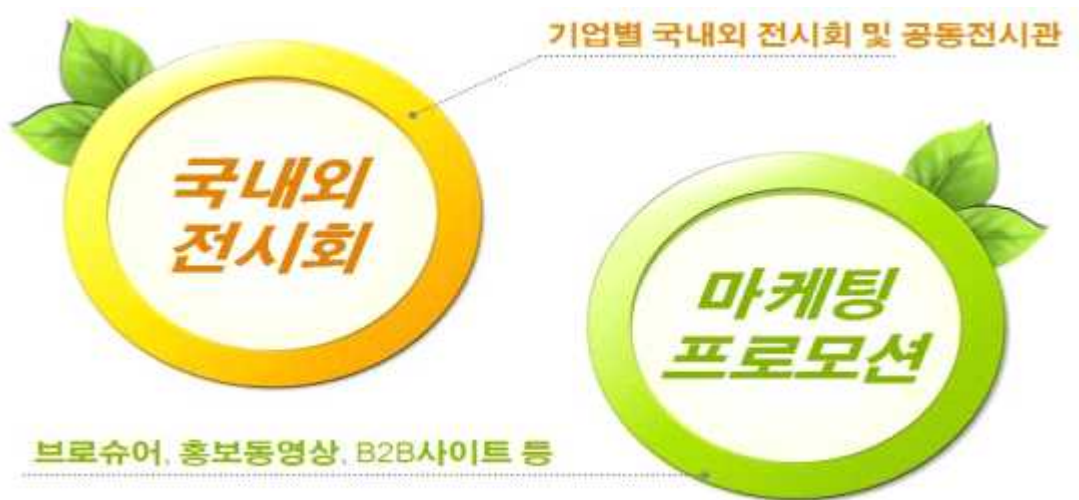 기업별 국내외 전시회 및 공동전시관
국내외
전시회
마케팅
프로모션
브로슈어, 홍보동영상, B2B사이트 등